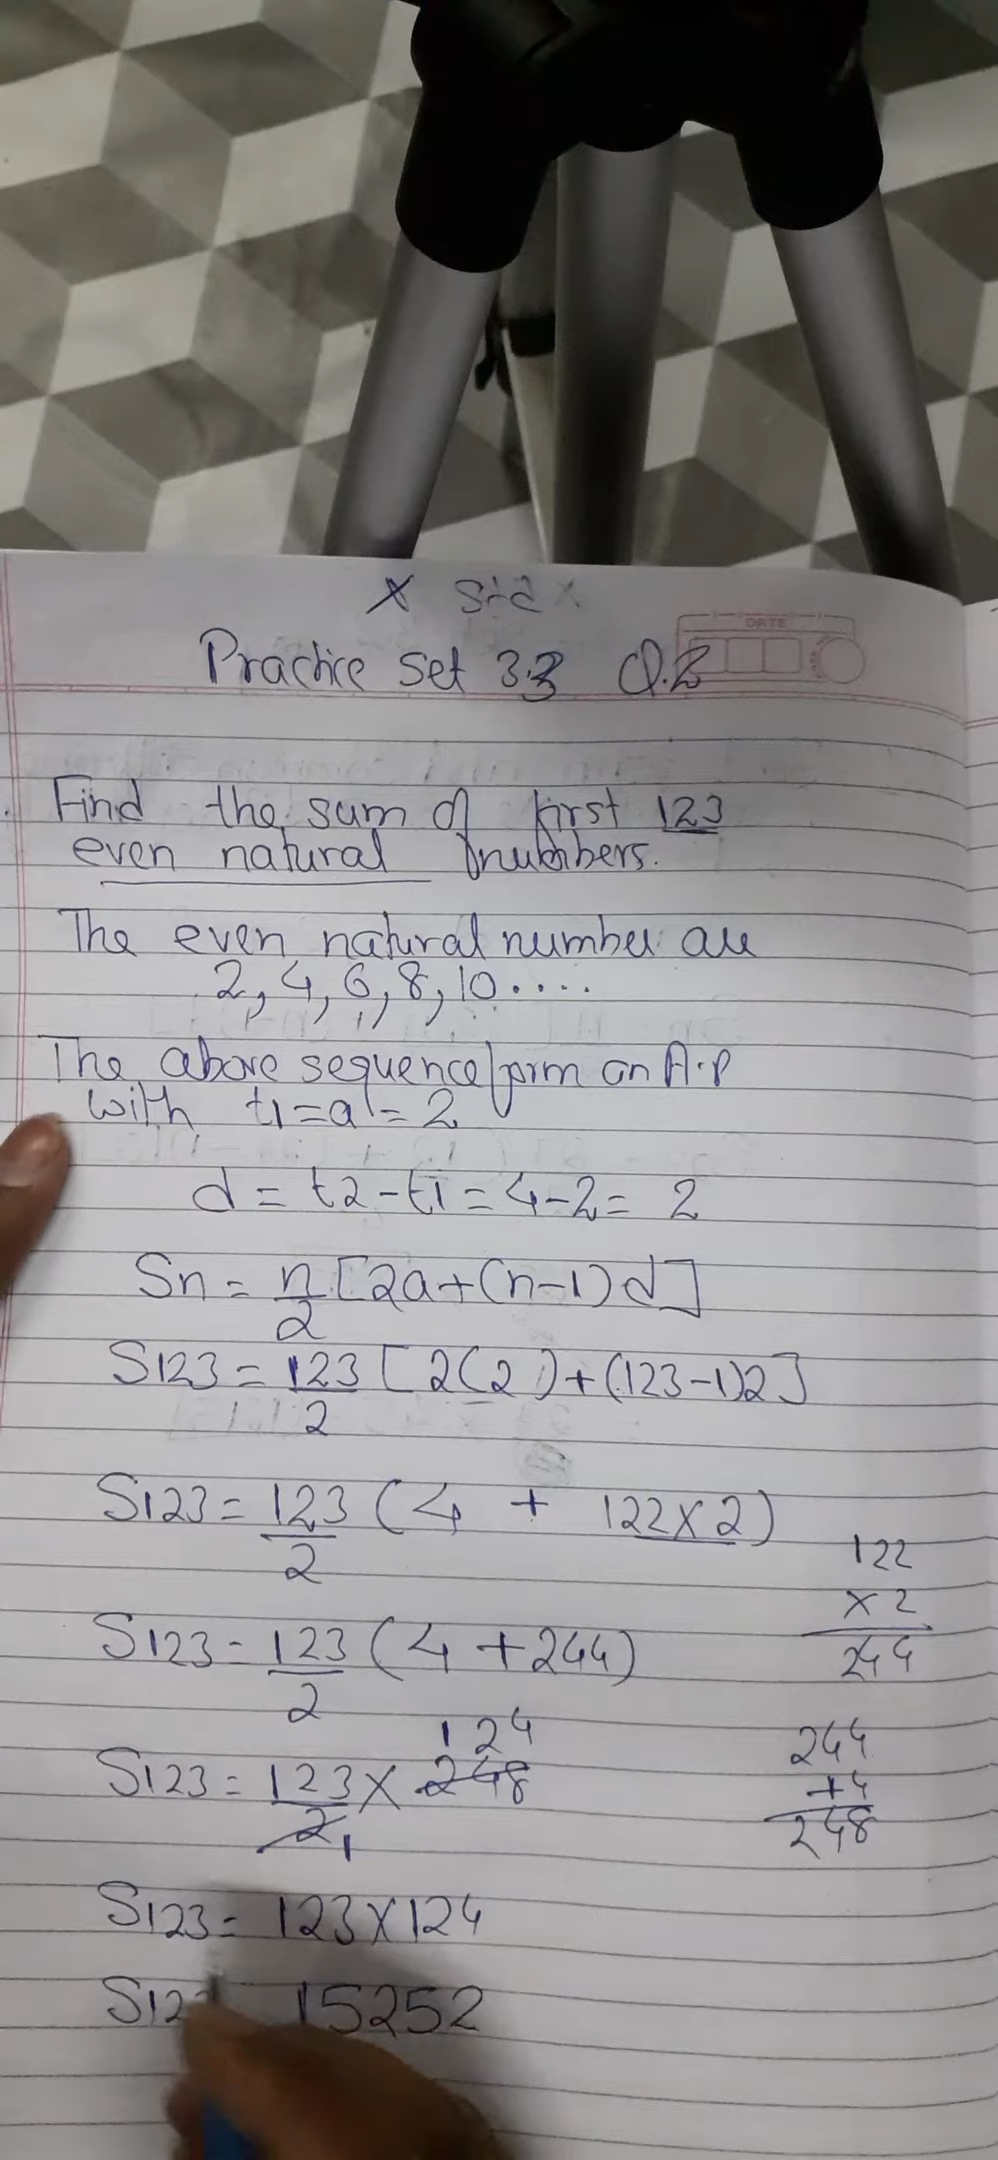 X Std
DATE
Practice Set 3.3 Q.2
Find the sum of first 123
even natural numbers.
The even natural number are
2, 4, 6, 8, 10....
The above sequence form an A.P
with t1=a=2
d = t2-t1 = 4-2= 2
Sn = n/2 [2a+(n-1)d]
S123 = 123/2 [2(2)+(123-1)2]
S123 = 123/2 (4 + 122×2)
122
×2
244
S123 = 123/2 (4 +244)
124
S123 = 123/2 × 248
1
244
+4
248
S123 = 123×124
S12 15252